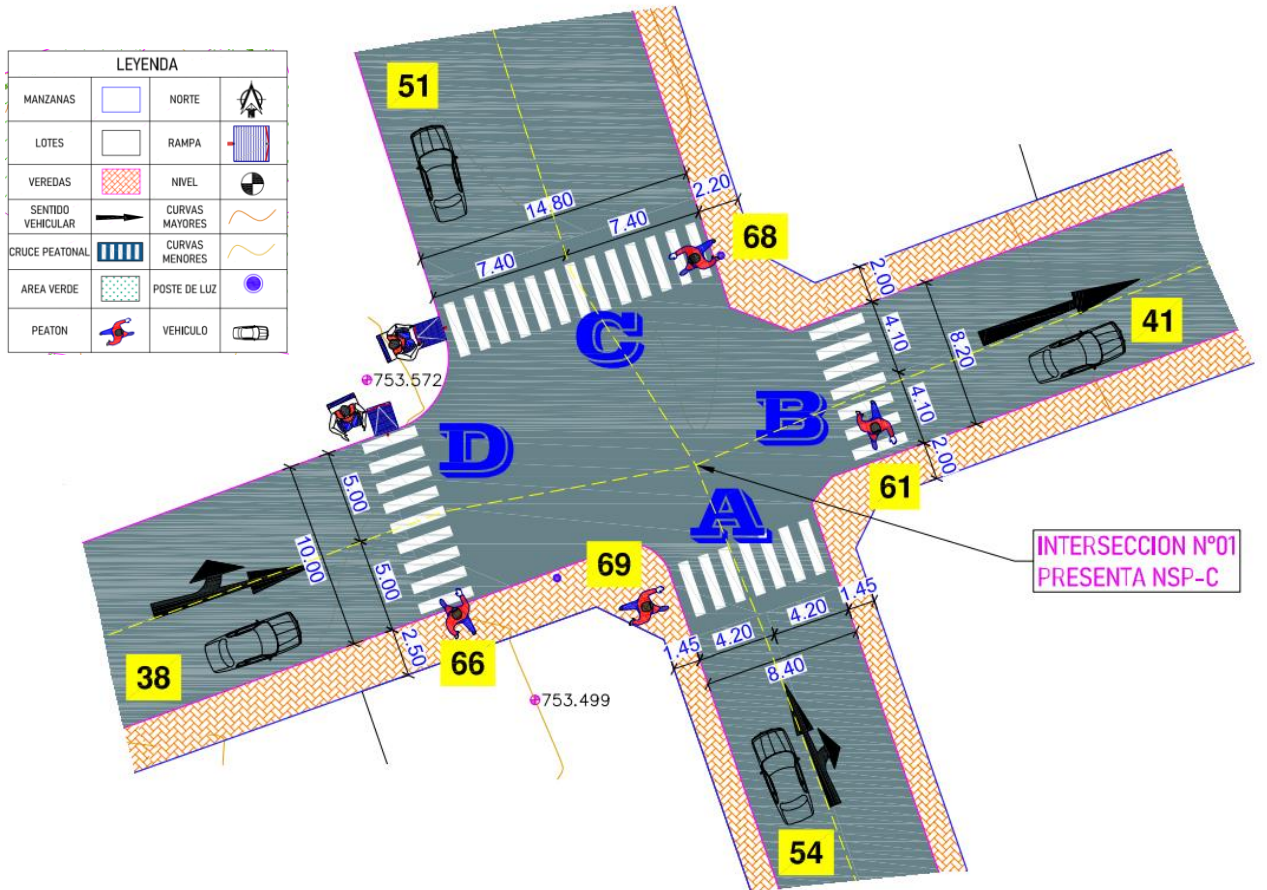 LEYENDA
MANZANAS
NORTE
N
LOTES
RAMPA
VEREDAS
NIVEL
SENTIDO
VEHICULAR
CURVAS
MAYORES
CRUCE PEATONAL
CURVAS
MENORES
AREA VERDE
POSTE DE LUZ
PEATON
VEHICULO
51
2.20
14.80
7.40
7.40
68
2.00
4.10
8.20
41
C
753.572
B
4.10
2.00
D
61
5.00
A
10.00
5.00
69
INTERSECCION N°01
PRESENTA NSP-C
1.45
4.20
4.20
1.45
8.40
2.50
66
38
753.499
54